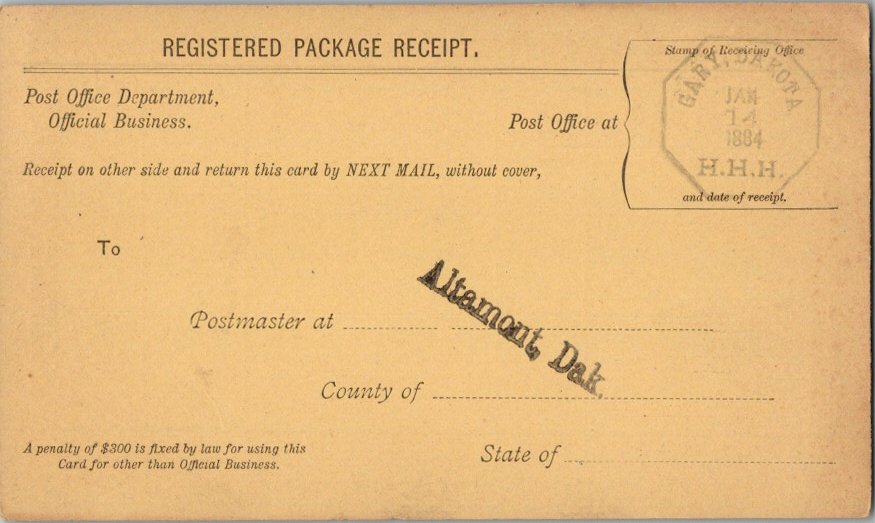 REGISTERED PACKAGE RECEIPT.
Stamp of Receiving Office
GARY, DAKOTA
JAN
14
1884
H.H.H.
and date of receipt.
Post Office Department,
Official Business.
Post Office at
Receipt on other side and return this card by NEXT MAIL, without cover,
To
Altamont, Dak.
Postmaster at
County of
A penalty of $300 is fixed by law for using this
Card for other than Official Business.
State of